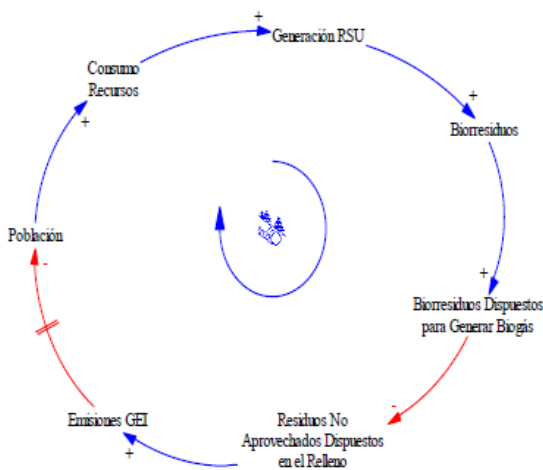 +
Generación RSU
Consumo
Recursos
+
+
Biorresiduos
Población
-
+
Biorresiduos Dispuestos
para Generar Biogás
-
Emisiones GEI
+
Residuos No
Aprovechados Dispuestos
en el Relleno